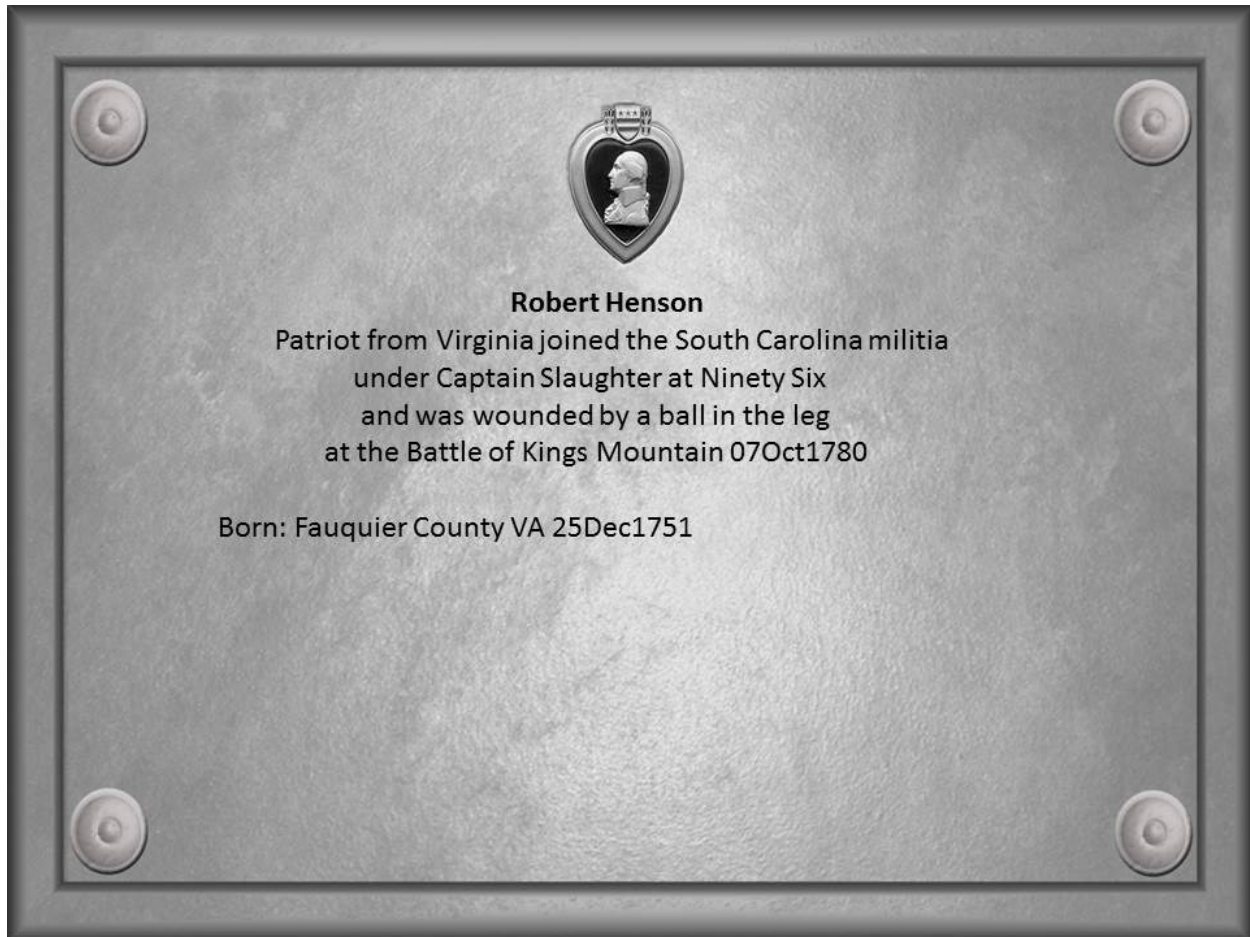 Robert Henson
Patriot from Virginia joined the South Carolina militia
under Captain Slaughter at Ninety Six
and was wounded by a ball in the leg
at the Battle of Kings Mountain 07Oct1780
Born: Fauquier County VA 25Dec1751